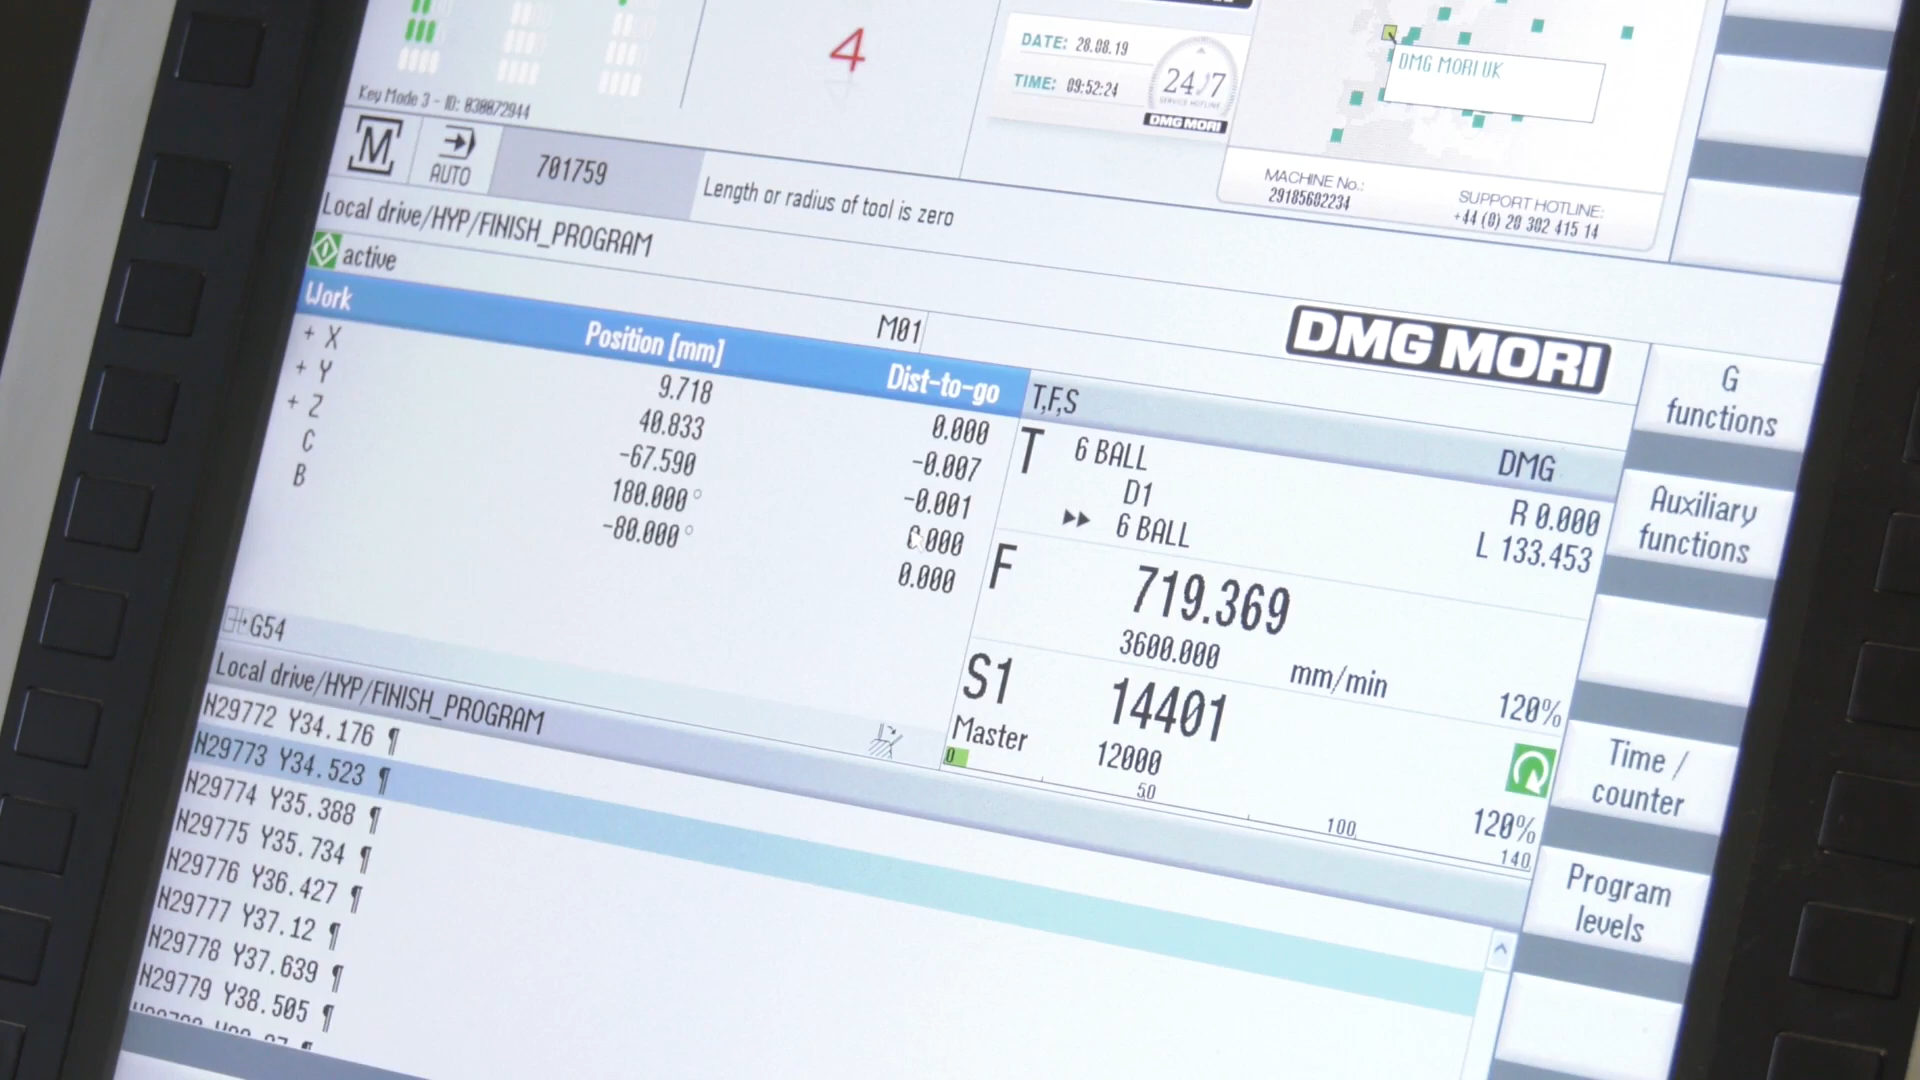 4
DATE: 28.08.19
TIME: 09:52:24
24/7
SERVICE HOTLINE
DMG MORI
DMG MORI UK
MACHINE No.:
29185602234
SUPPORT HOTLINE:
+44 (0) 20 302 415 14
Key Mode 3 - ID: 030072944
M
AUTO
701759
Length or radius of tool is zero
Local drive/HYP/FINISH_PROGRAM
active
M01
DMG MORI
Work
Position [mm]
Dist-to-go
+ X 9.718 0.000
+ Y 40.833 -0.007
+ Z -67.590 -0.001
C 180.000° 0.000
B -80.000° 0.000
G54
T,F,S
DMG
T 6 BALL R 0.000
D1 L 133.453
6 BALL
F 719.369
3600.000 mm/min 120%
S1 14401
Master 12000 120%
0 50 100 140
Local drive/HYP/FINISH_PROGRAM
N29772 Y34.176 ¶
N29773 Y34.523 ¶
N29774 Y35.388 ¶
N29775 Y35.734 ¶
N29776 Y36.427 ¶
N29777 Y37.12 ¶
N29778 Y37.639 ¶
N29779 Y38.505 ¶
G
functions
Auxiliary
functions
Time /
counter
Program
levels